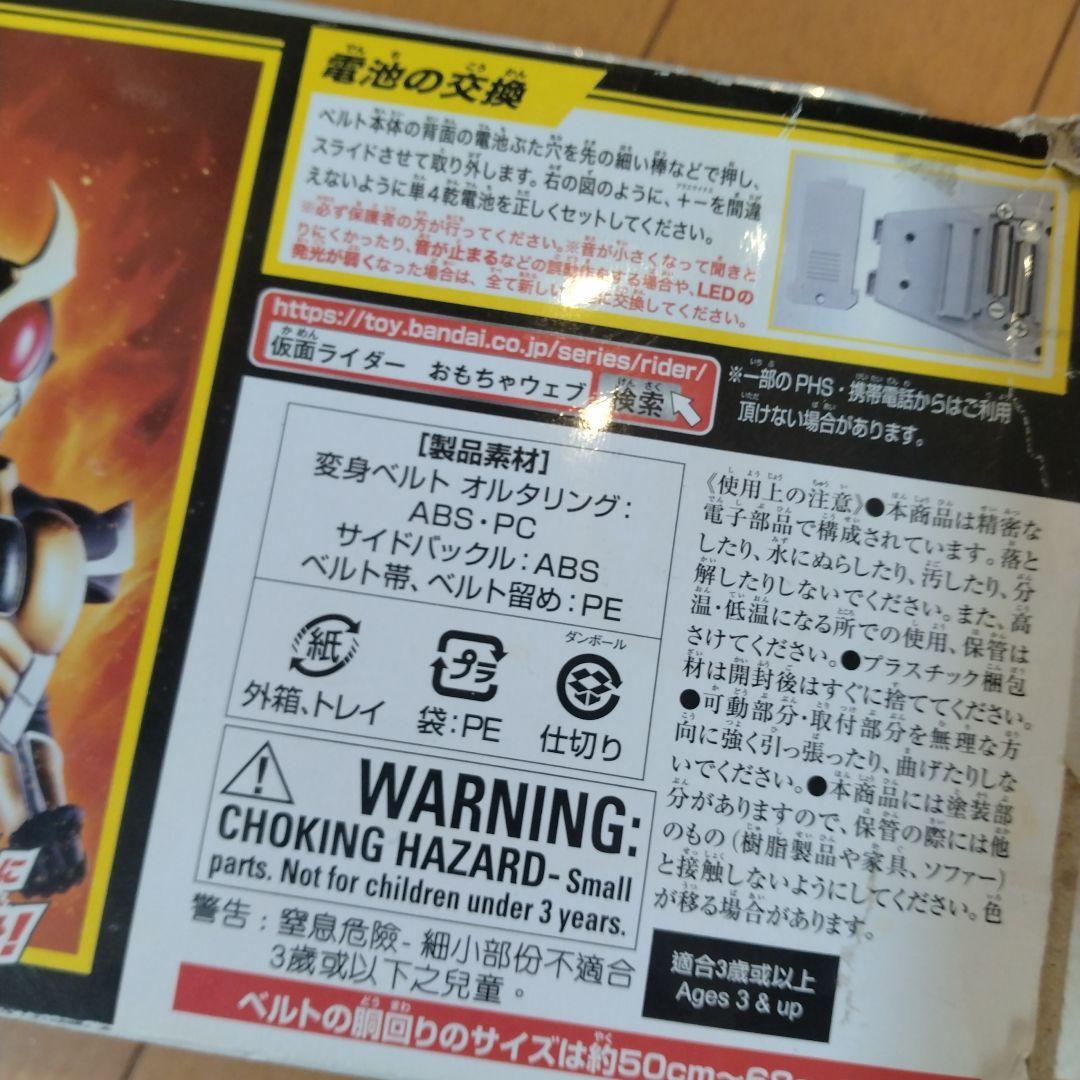 電池の交換
ベルト本体の背面の電池ぶた穴を先の細い棒などで押し、
スライドさせて取り外します。右の図のように、＋－を間違
えないように単4乾電池を正しくセットしてください。
※必ず保護者の方が行ってください。※音が小さくなって聞きと
りにくかったり、音が止まるなどの誤動作をする場合や、LEDの
発光が弱くなった場合は、全て新しい に交換してください。
https://toy.bandai.co.jp/series/rider/
仮面ライダー おもちゃウェブ 検索
※一部のPHS・携帯電話からはご利用
頂けない場合があります。
[製品素材]
変身ベルト オルタリング:
ABS・PC
サイドバックル:ABS
ベルト帯、ベルト留め:PE
紙
外箱、トレイ
プラ
袋:PE
ダンボール
仕切り
WARNING:
CHOKING HAZARD- Small
parts. Not for children under 3 years.
警告：窒息危險- 細小部份不適合
3歲或以下之兒童。
《使用上の注意》●本商品は精密な
電子部品で構成されています。落と
したり、水にぬらしたり、汚したり、分
解したりしないでください。また、高
温・低温になる所での使用、保管は
さけてください。●プラスチック梱包
材は開封後はすぐに捨ててください。
●可動部分・取付部分を無理な方
向に強く引っ張ったり、曲げたりしな
いでください。●本商品には塗装部
分がありますので、保管の際には他
のもの(樹脂製品や家具、ソファー)
と接触しないようにしてください。色
が移る場合があります。
適合3歲或以上
Ages 3 & up
ベルトの胴回りのサイズは約50cm～
に
!